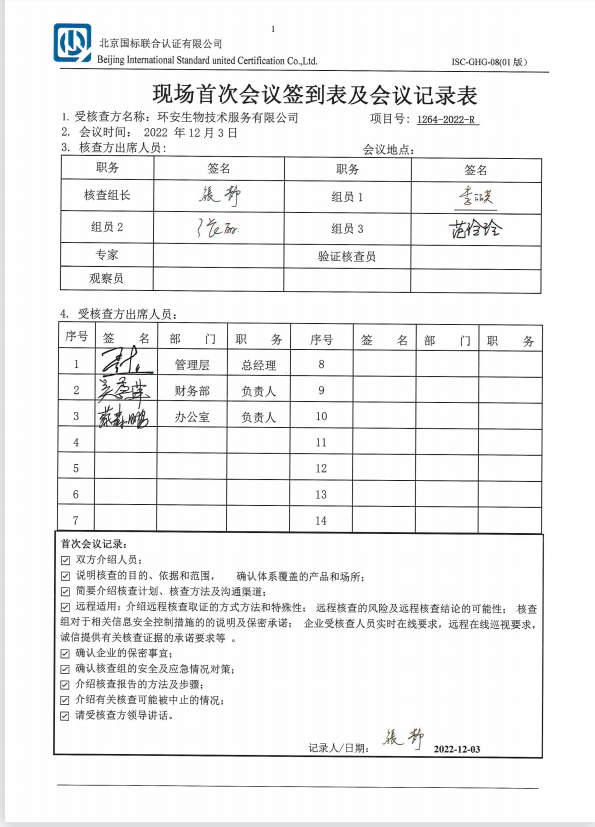 1
北京国标联合认证有限公司
Beijing International Standard united Certification Co.,Ltd. ISC-GHG-08(01 版)
现场首次会议签到表及会议记录表
1. 受核查方名称：环安生物技术服务有限公司 项目号：1264-2022-R
2. 会议时间： 2022 年 12 月 3 日
3. 核查方出席人员： 会议地点：
职务 签名 职务 签名
核查组长 张静 组员 1
组员 2 组员 3 范玲玲
专家 验证核查员
观察员
4. 受核查方出席人员：
序号 签 名 部 门 职 务 序号 签 名 部 门 职 务
1 管理层 总经理 8
2 财务部 负责人 9
3 办公室 负责人 10
4 11
5 12
6 13
7 14
首次会议记录：
☑ 双方介绍人员；
☑ 说明核查的目的、依据和范围， 确认体系覆盖的产品和场所；
☑ 简要介绍核查计划、核查方法及沟通渠道；
☑ 远程适用：介绍远程核查取证的方式方法和特殊性； 远程核查的风险及远程核查结论的可能性； 核查
组对于相关信息安全控制措施的的说明及保密承诺； 企业受核查人员实时在线要求，远程在线巡视要求，
诚信提供有关核查证据的承诺要求等 。
☑ 确认企业的保密事宜；
☑ 确认核查组的安全及应急情况对策；
☑ 介绍核查报告的方法及步骤；
☑ 介绍有关核查可能被中止的情况；
☑ 请受核查方领导讲话。
记录人/日期： 张静 2022-12-03